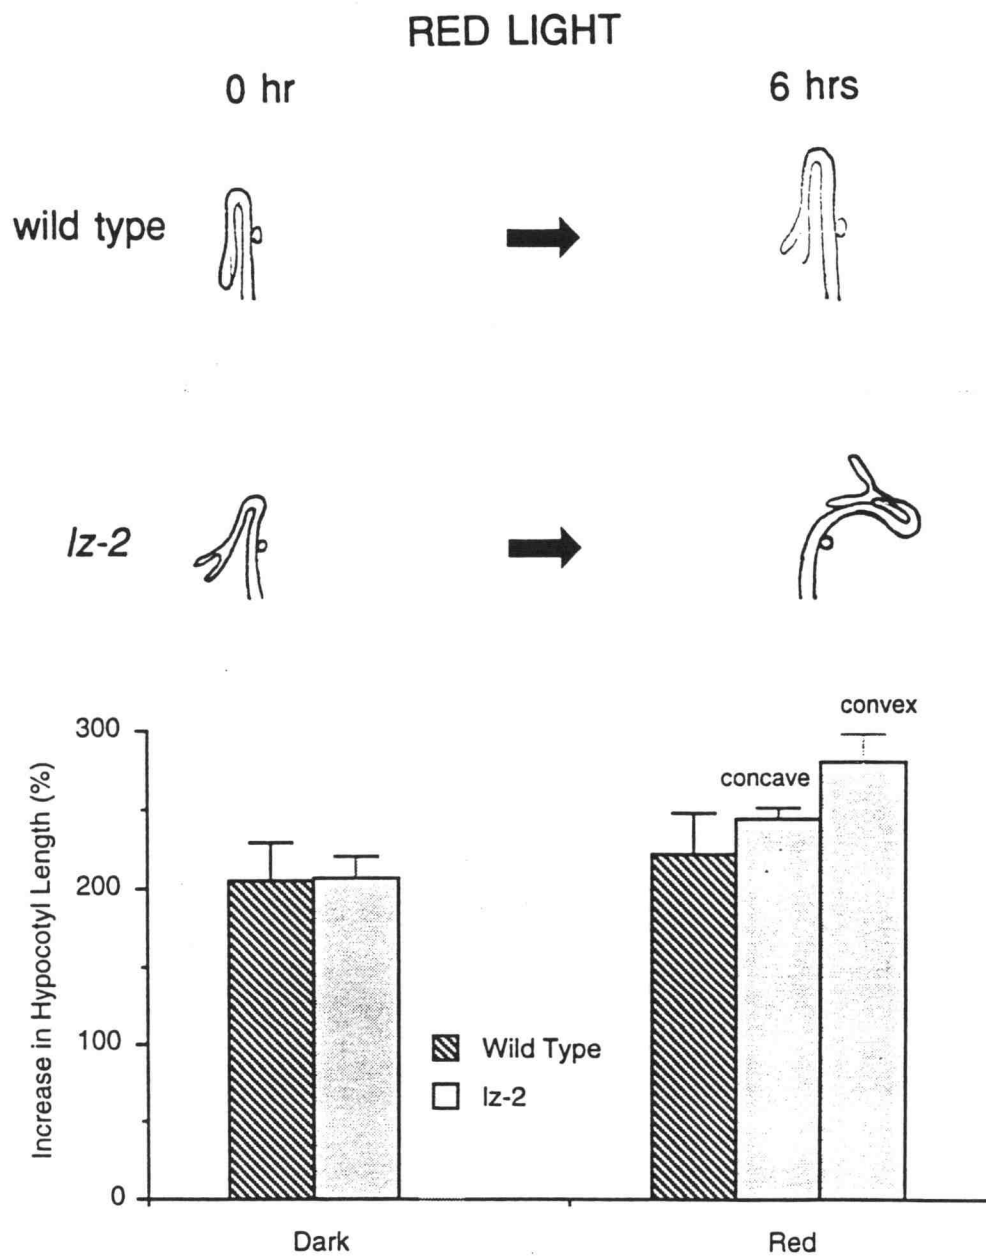 RED LIGHT
0 hr 6 hrs
wild type
lz-2
convex
concave
Increase in Hypocotyl Length (%)
300
200
100
0
Wild Type
lz-2
Dark Red